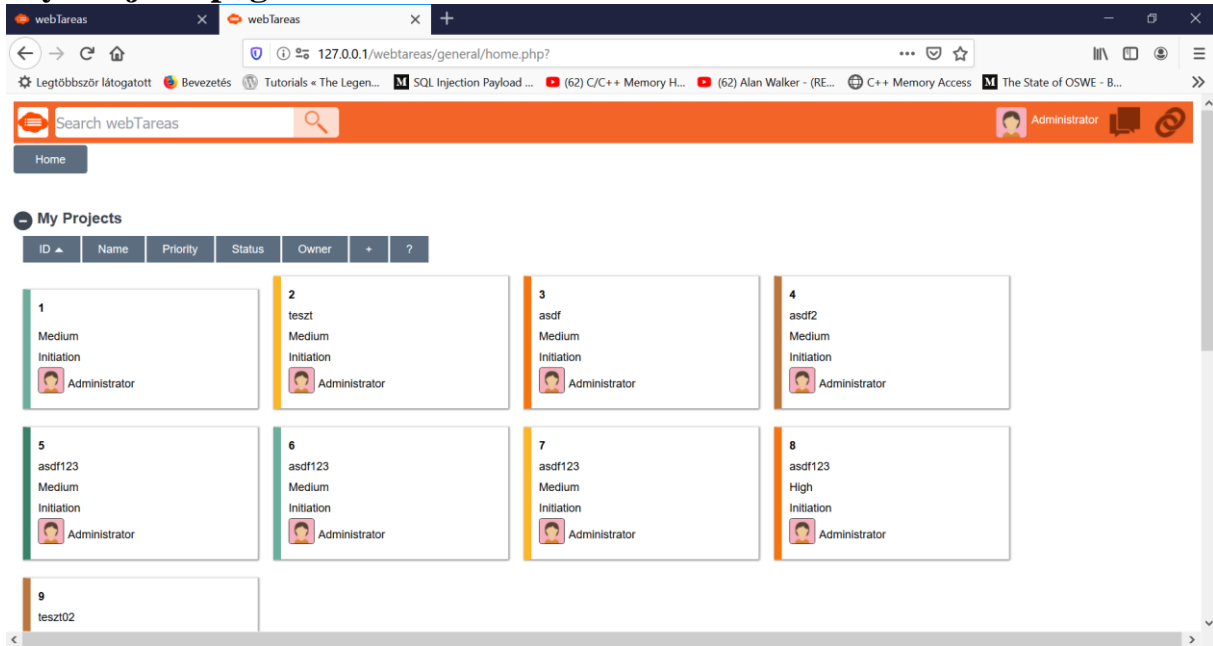 webTareas
webTareas
127.0.0.1/webtareas/general/home.php?
Legtöbbször látogatott Bevezetés Tutorials « The Legen... SQL Injection Payload ... (62) C/C++ Memory H... (62) Alan Walker - (RE... C++ Memory Access The State of OSWE - B...
Search webTareas
Administrator
Home
My Projects
ID Name Priority Status Owner + ?
1
Medium
Initiation
Administrator
2
teszt
Medium
Initiation
Administrator
3
asdf
Medium
Initiation
Administrator
4
asdf2
Medium
Initiation
Administrator
5
asdf123
Medium
Initiation
Administrator
6
asdf123
Medium
Initiation
Administrator
7
asdf123
Medium
Initiation
Administrator
8
asdf123
High
Initiation
Administrator
9
teszt02